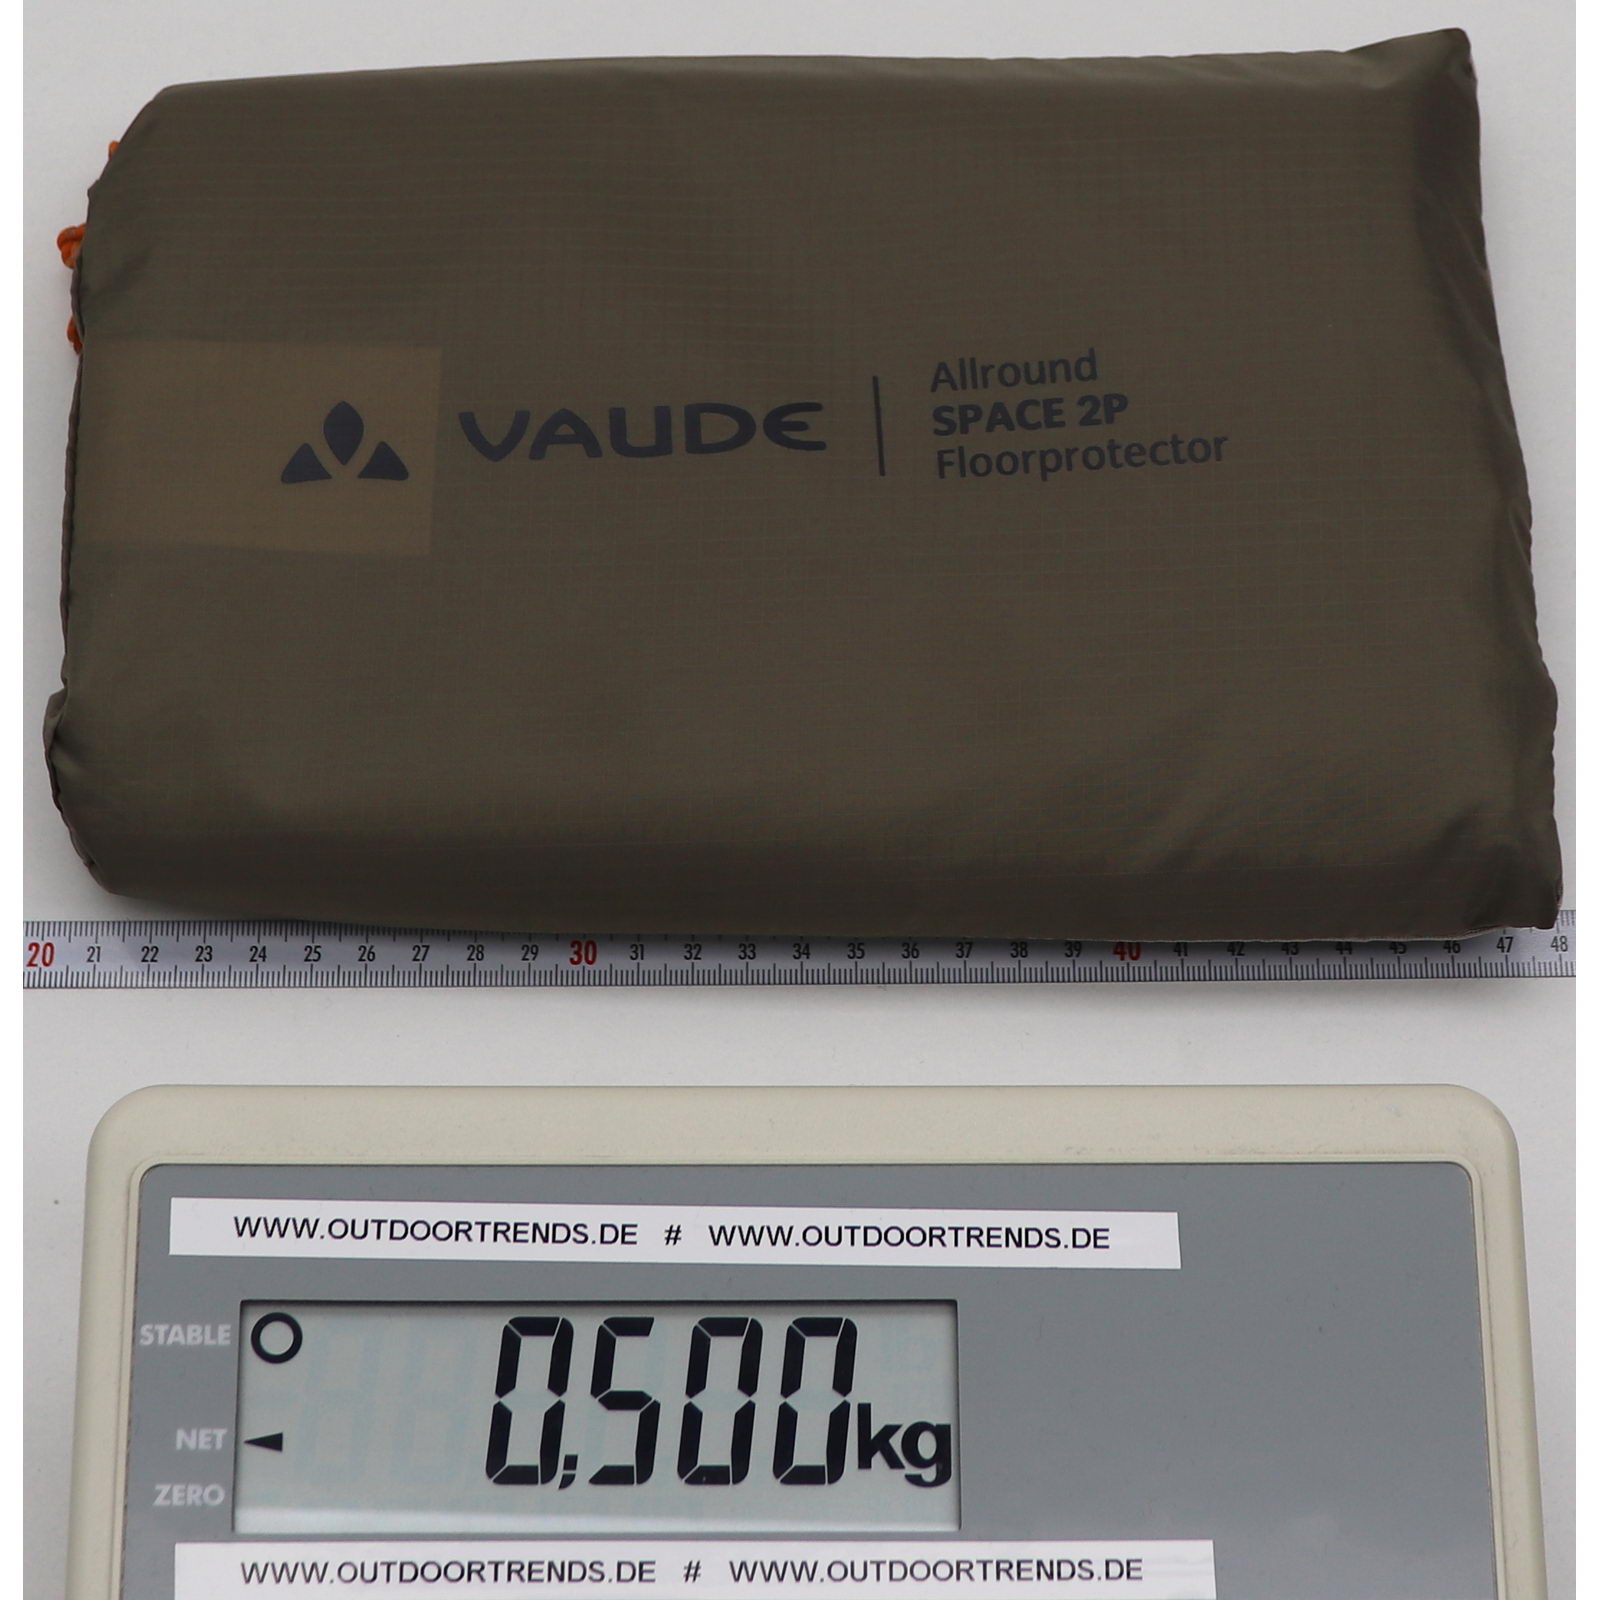 VAUDE
Allround
SPACE 2P
Floorprotector
20 21 22 23 24 25 26 27 28 29 30 31 32 33 34 35 36 37 38 39 40 41 42 43 44 45 46 47 48
WWW.OUTDOORTRENDS.DE # WWW.OUTDOORTRENDS.DE
STABLE
0,500kg
NET
ZERO
WWW.OUTDOORTRENDS.DE # WWW.OUTDOORTRENDS.DE